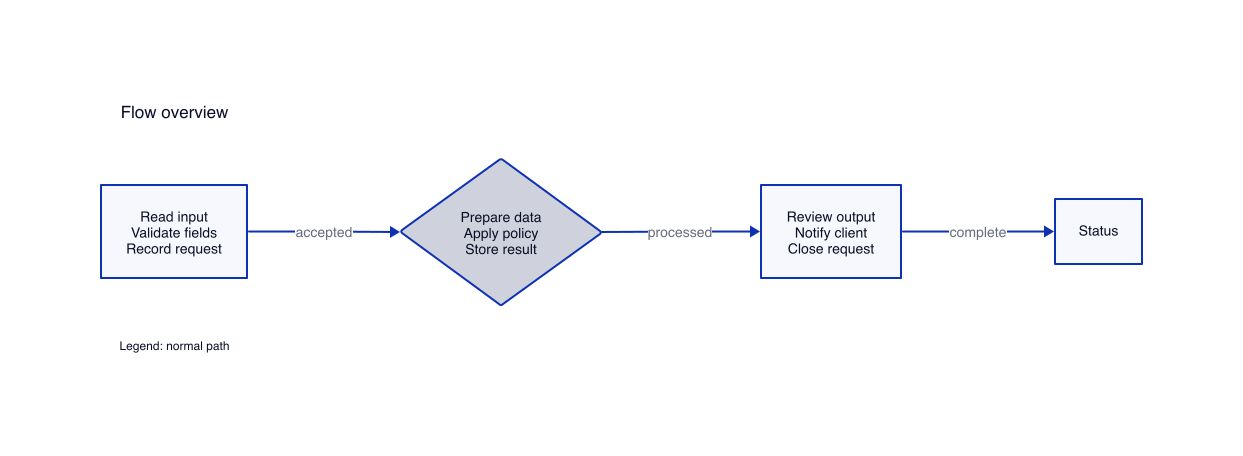 Flow overview
Read input
Validate fields
Record request
accepted
Prepare data
Apply policy
Store result
processed
Review output
Notify client
Close request
complete
Status
Legend: normal path